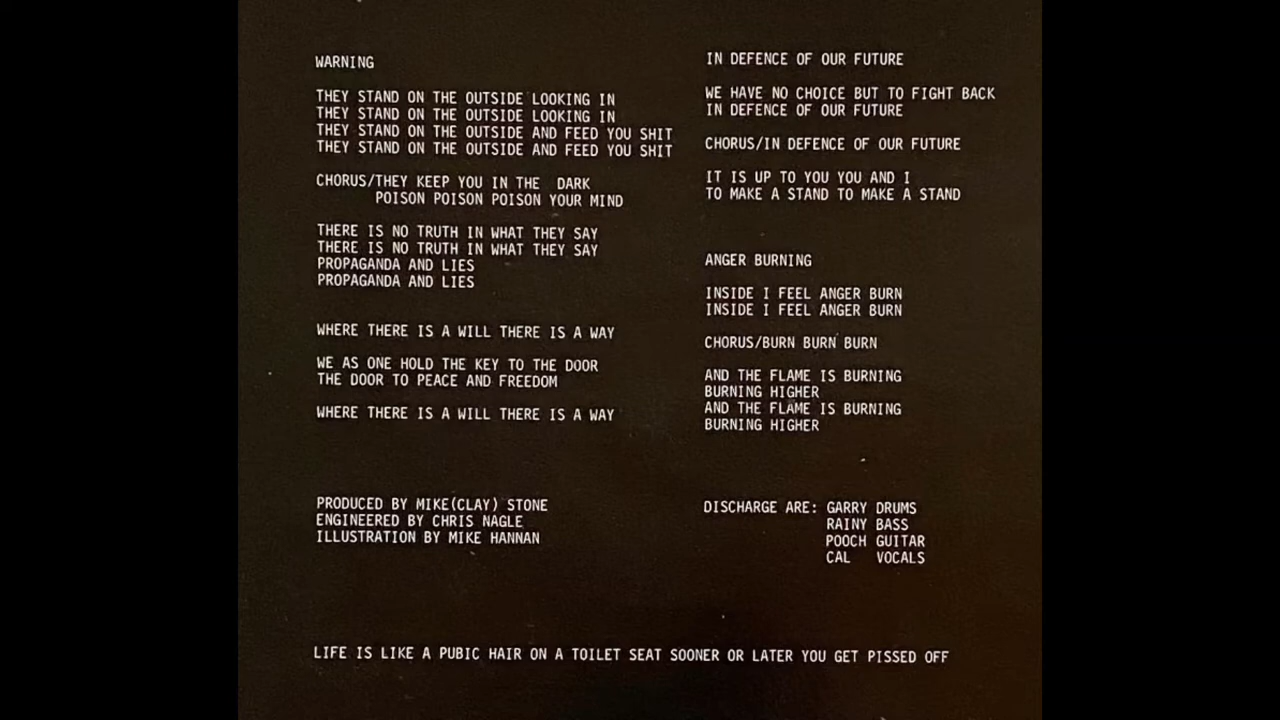 WARNING
THEY STAND ON THE OUTSIDE LOOKING IN
THEY STAND ON THE OUTSIDE LOOKING IN
THEY STAND ON THE OUTSIDE AND FEED YOU SHIT
THEY STAND ON THE OUTSIDE AND FEED YOU SHIT
CHORUS/THEY KEEP YOU IN THE DARK
POISON POISON POISON YOUR MIND
THERE IS NO TRUTH IN WHAT THEY SAY
THERE IS NO TRUTH IN WHAT THEY SAY
PROPAGANDA AND LIES
PROPAGANDA AND LIES
WHERE THERE IS A WILL THERE IS A WAY
WE AS ONE HOLD THE KEY TO THE DOOR
THE DOOR TO PEACE AND FREEDOM
WHERE THERE IS A WILL THERE IS A WAY
PRODUCED BY MIKE(CLAY) STONE
ENGINEERED BY CHRIS NAGLE
ILLUSTRATION BY MIKE HANNAN
IN DEFENCE OF OUR FUTURE
WE HAVE NO CHOICE BUT TO FIGHT BACK
IN DEFENCE OF OUR FUTURE
CHORUS/IN DEFENCE OF OUR FUTURE
IT IS UP TO YOU YOU AND I
TO MAKE A STAND TO MAKE A STAND
ANGER BURNING
INSIDE I FEEL ANGER BURN
INSIDE I FEEL ANGER BURN
CHORUS/BURN BURN BURN
AND THE FLAME IS BURNING
BURNING HIGHER
AND THE FLAME IS BURNING
BURNING HIGHER
DISCHARGE ARE: GARRY DRUMS
RAINY BASS
POOCH GUITAR
CAL VOCALS
LIFE IS LIKE A PUBIC HAIR ON A TOILET SEAT SOONER OR LATER YOU GET PISSED OFF